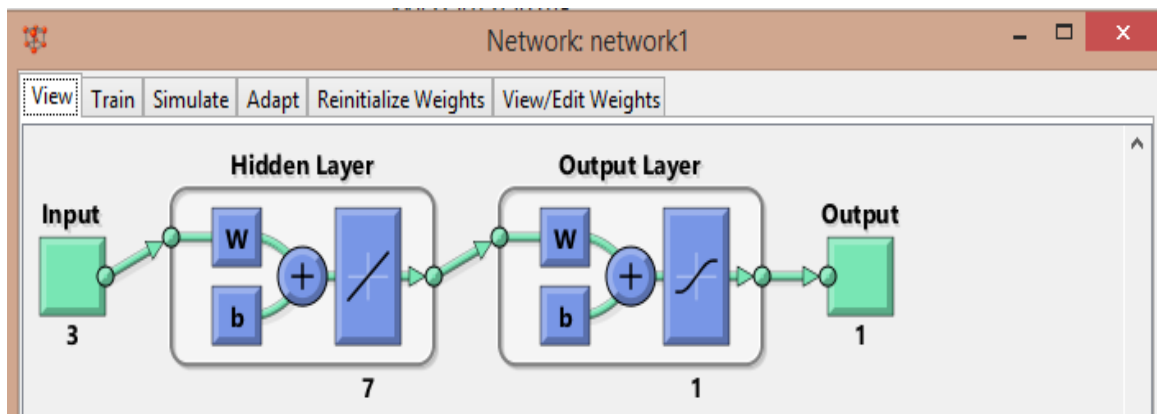 Network: network1
View Train Simulate Adapt Reinitialize Weights View/Edit Weights
Hidden Layer Output Layer
Input Output
W W
+ +
b b
3 1
7 1